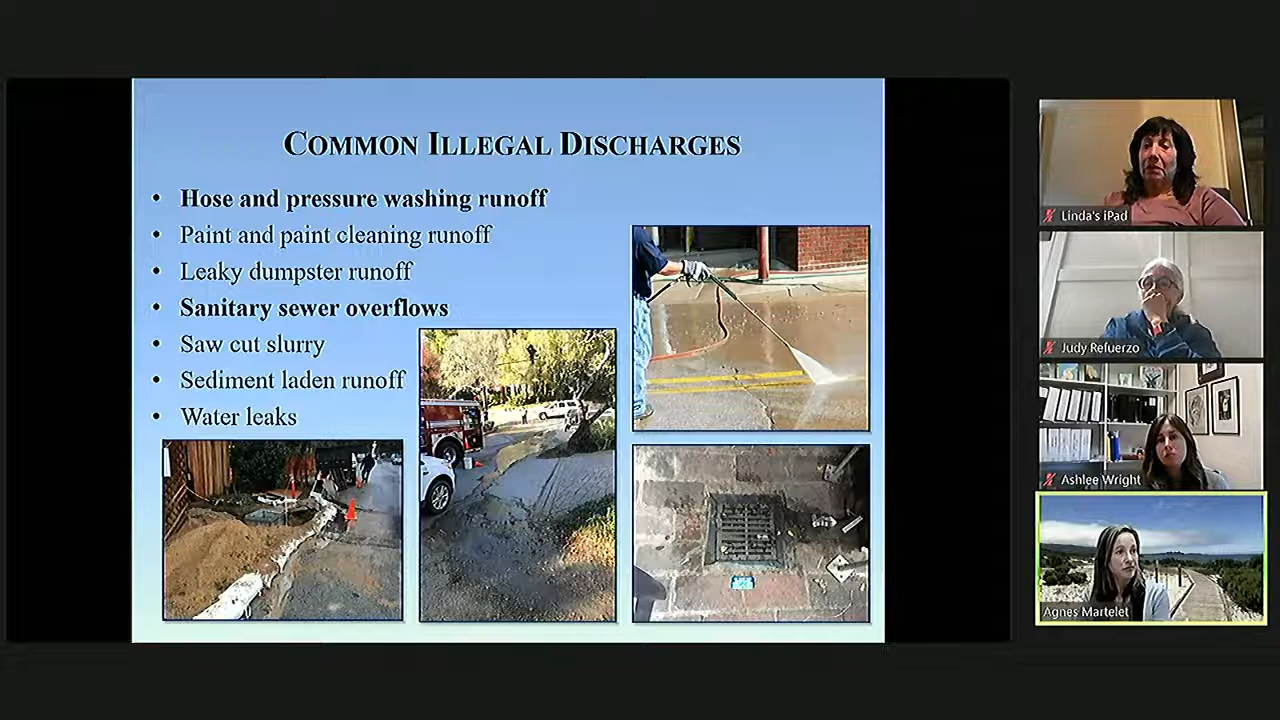 COMMON ILLEGAL DISCHARGES
• Hose and pressure washing runoff
• Paint and paint cleaning runoff
• Leaky dumpster runoff
• Sanitary sewer overflows
• Saw cut slurry
• Sediment laden runoff
• Water leaks
Linda's iPad
Judy Refuerzo
Ashlee Wright
Agnes Martelet